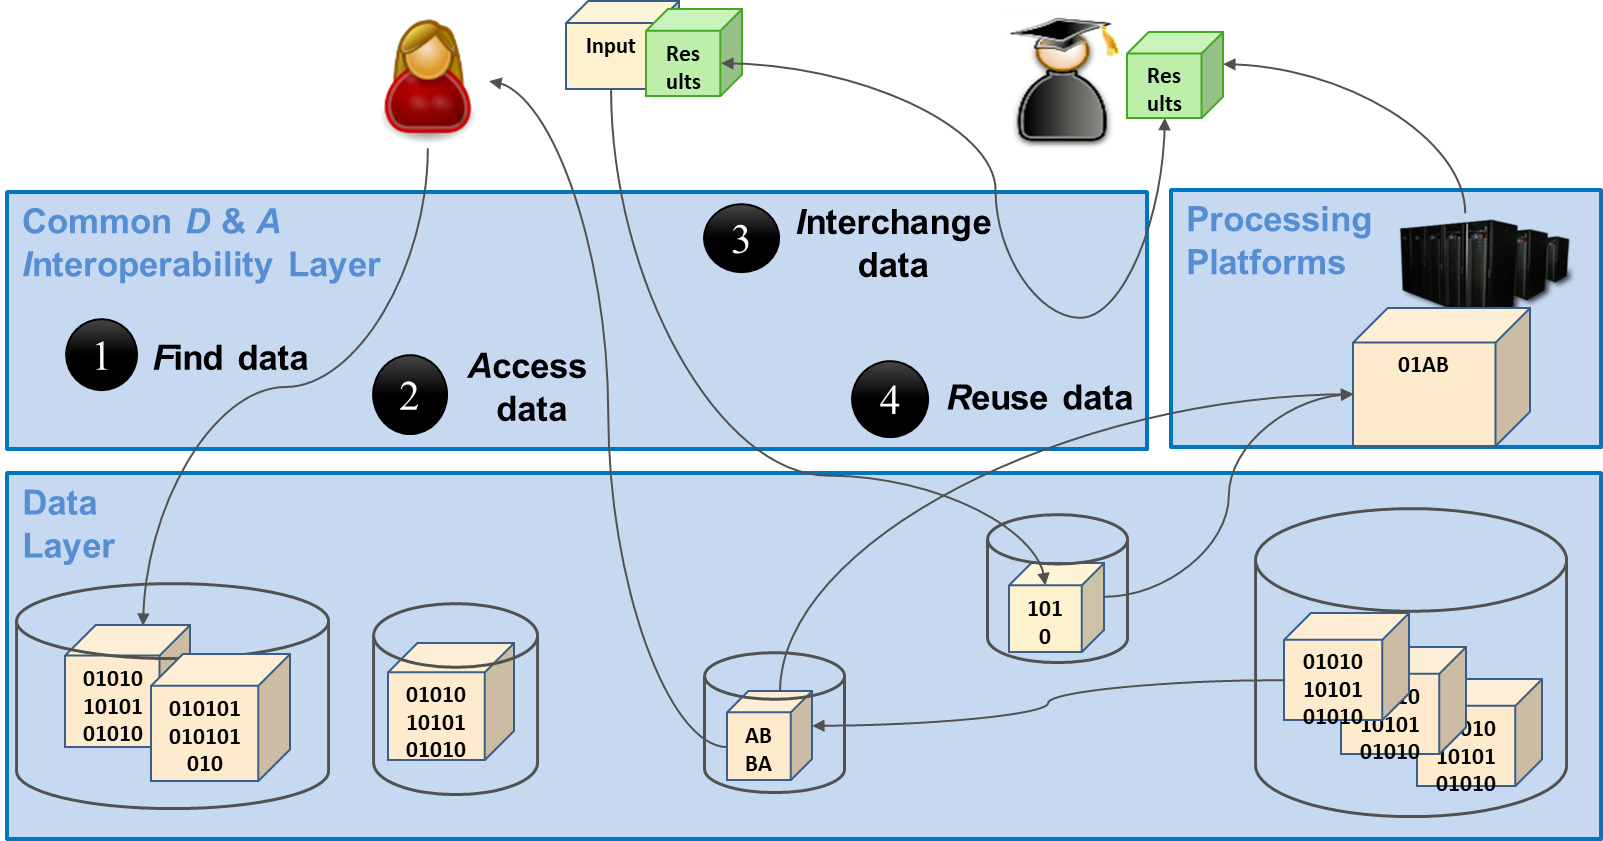 Input
Res
ults
Res
ults
Common D & A
Interoperability Layer
3
Interchange
data
Processing
Platforms
1
Find data
2
Access
data
4
Reuse data
01AB
Data
Layer
01010
10101
01010
010101
010101
010
01010
10101
01010
AB
BA
101
0
01010
10101
01010
10
10101
01010
010
10101
01010